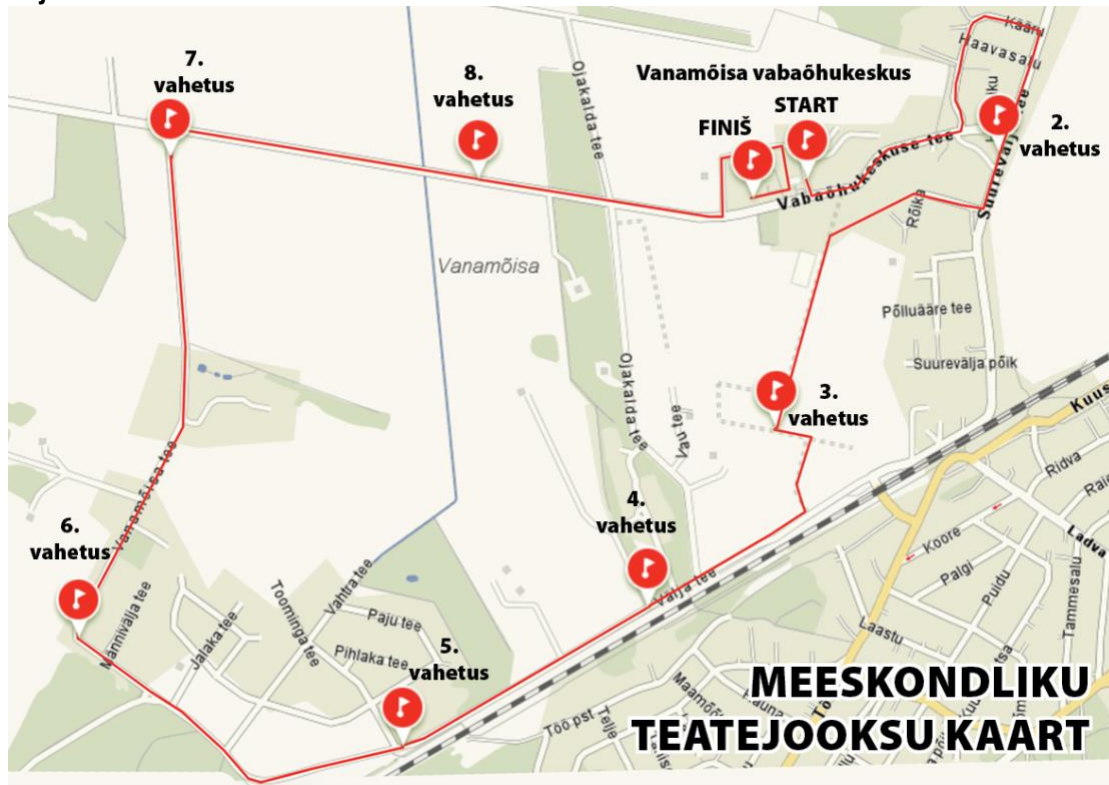 Kääru
Haavasalu
7.
vahetus
8.
vahetus
Ojakalda tee
Vanamõisa vabaõhukeskus
START
FINIŠ
2.
vahetus
Vabaõhukeskuse tee
Rõika
Vanamõisa
Põlluääre tee
Suurevälja põik
Ojakalda tee
Lau tee
3.
vahetus
Ridva
Vanamõisa tee
6.
vahetus
4.
vahetus
Koore
Ladva
Palgi
Puidu
Tammesalu
Välja tee
Vahtra tee
Toominga tee
Paju tee
Männivälja tee
Jalaka tee
Pihlaka tee
5.
vahetus
Laastu
Töö pst
Telje
MEESKONDLIKU
TEATEJOOKSU KAART